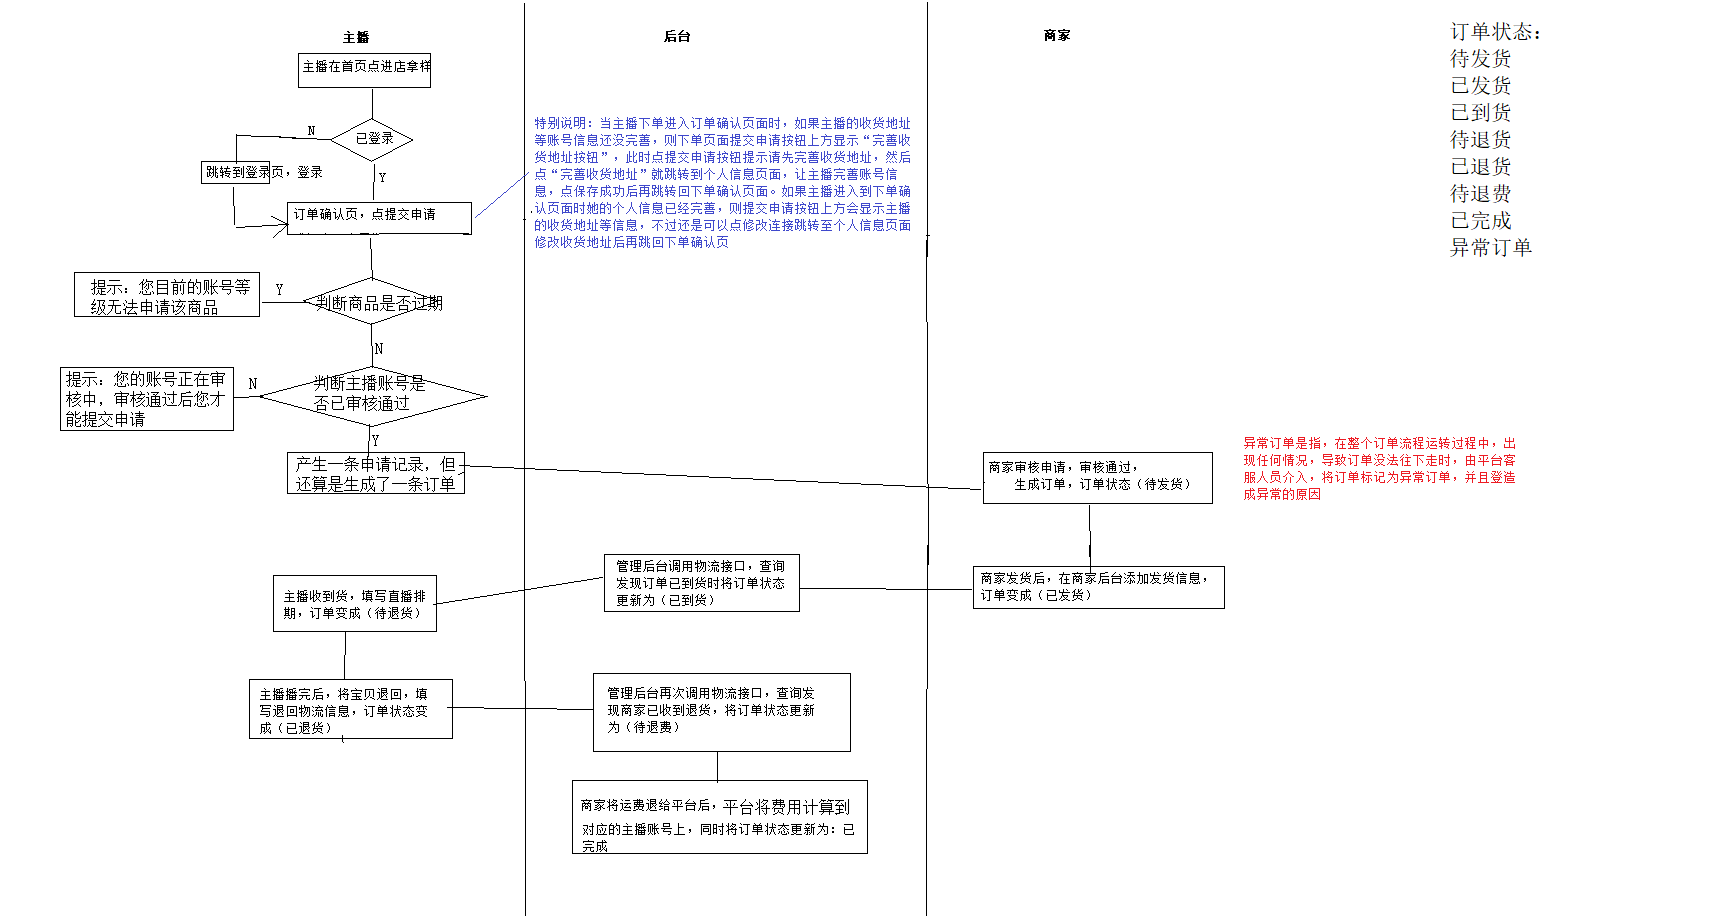 主播
后台
商家
订单状态：
待发货
已发货
已到货
待退货
已退货
待退费
已完成
异常订单
主播在首页点进店拿样
已登录
N
Y
跳转到登录页，登录
订单确认页，点提交申请
特别说明：当主播下单进入订单确认页面时，如果主播的收货地址
等账号信息还没完善，则下单页面提交申请按钮上方显示“完善收
货地址按钮”，此时点提交申请按钮提示请先完善收货地址，然后
点“完善收货地址”就跳转到个人信息页面，让主播完善账号信
息，点保存成功后再跳转回下单确认页面。如果主播进入到下单确
认页面时她的个人信息已经完善，则提交申请按钮上方会显示主播
的收货地址等信息，不过还是可以点修改连接跳转至个人信息页面
修改收货地址后再跳回下单确认页
提示：您目前的账号等
级无法申请该商品
Y
判断商品是否过期
N
提示：您的账号正在审
核中，审核通过后您才
能提交申请
N
判断主播账号是
否已审核通过
Y
产生一条申请记录，但
还算是生成了一条订单
商家审核申请，审核通过，
生成订单，订单状态（待发货）
异常订单是指，在整个订单流程运转过程中，出
现任何情况，导致订单没法往下走时，由平台客
服人员介入，将订单标记为异常订单，并且登造
成异常的原因
商家发货后，在商家后台添加发货信息，
订单变成（已发货）
管理后台调用物流接口，查询
发现订单已到货时将订单状态
更新为（已到货）
主播收到货，填写直播排
期，订单变成（待退货）
主播播完后，将宝贝退回，填
写退回物流信息，订单状态变
成（已退货）
管理后台再次调用物流接口，查询发
现商家已收到退货，将订单状态更新
为（待退费）
商家将运费退给平台后，平台将费用计算到
对应的主播账号上，同时将订单状态更新为：已
完成